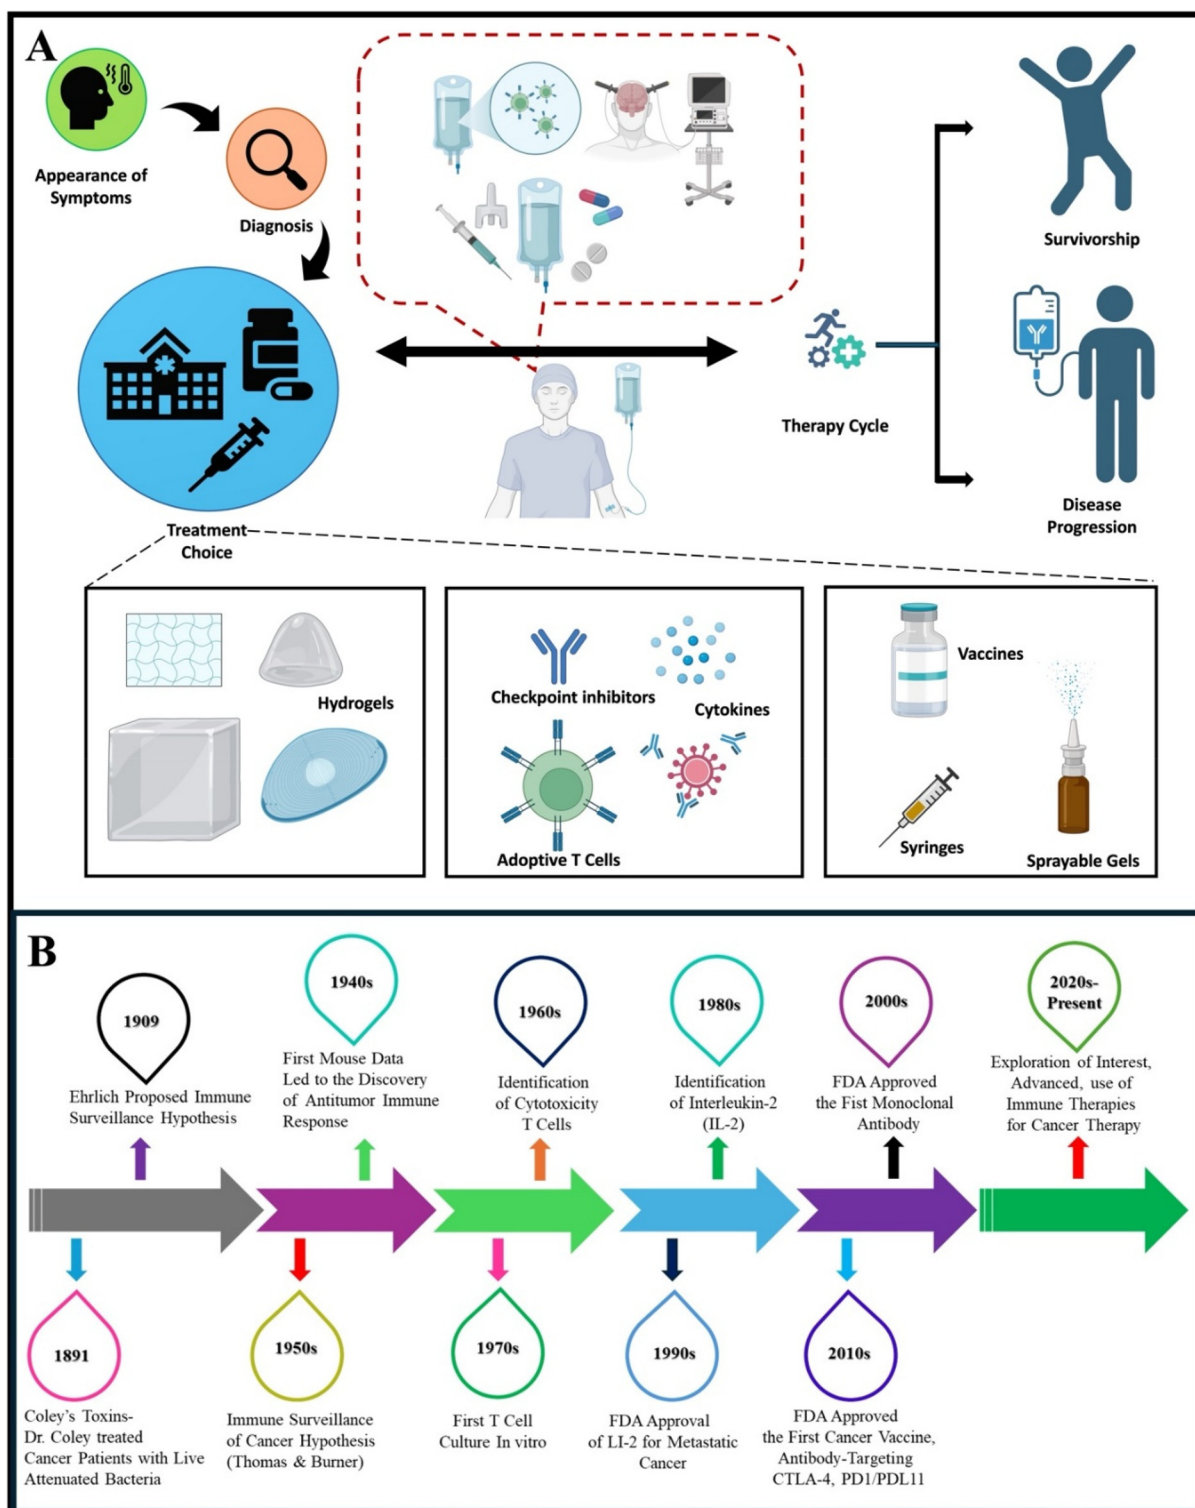 A
Appearance of
Symptoms
Diagnosis
Treatment
Choice
Therapy Cycle
Survivorship
Disease
Progression
Hydrogels
Checkpoint inhibitors
Cytokines
Adoptive T Cells
Vaccines
Syringes
Sprayable Gels
B
1909
Ehrlich Proposed Immune
Surveillance Hypothesis
1940s
First Mouse Data
Led to the Discovery
of Antitumor Immune
Response
1960s
Identification
of Cytotoxicity
T Cells
1980s
Identification
of Interleukin-2
(IL-2)
2000s
FDA Approved
the Fist Monoclonal
Antibody
2020s-
Present
Exploration of Interest,
Advanced, use of
Immune Therapies
for Cancer Therapy
1891
Coley's Toxins-
Dr. Coley treated
Cancer Patients with Live
Attenuated Bacteria
1950s
Immune Surveillance
of Cancer Hypothesis
(Thomas & Burner)
1970s
First T Cell
Culture In vitro
1990s
FDA Approval
of LI-2 for Metastatic
Cancer
2010s
FDA Approved
the First Cancer Vaccine,
Antibody-Targeting
CTLA-4, PD1/PDL11